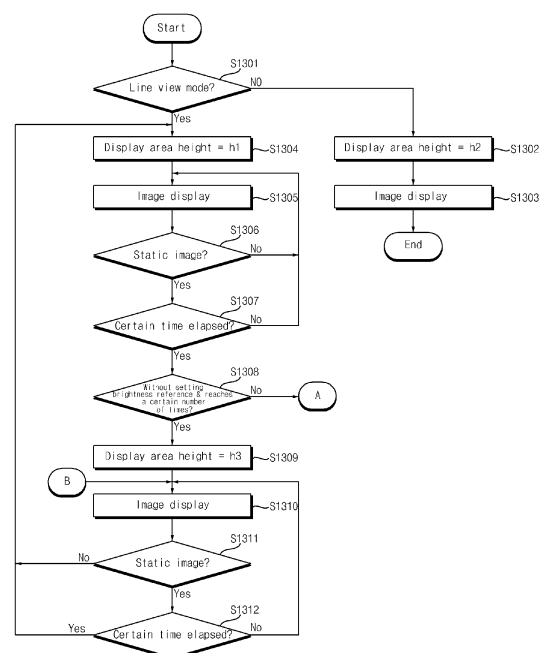 Start
S1301
Line view mode?
NO
Yes
Display area height = h1
S1304
Display area height = h2
S1302
Image display
S1305
Image display
S1303
S1306
Static image?
No
End
Yes
S1307
Certain time elapsed?
No
Yes
S1308
Without setting
brightness reference & reaches
a certain number
of times?
No
A
Yes
Display area height = h3
S1309
B
Image display
S1310
S1311
No
Static image?
Yes
S1312
Yes
Certain time elapsed?
No